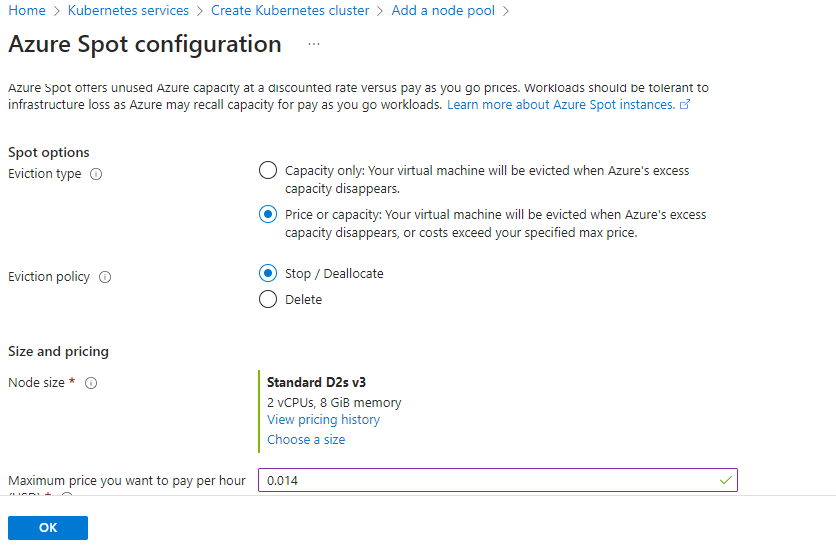 Home > Kubernetes services > Create Kubernetes cluster > Add a node pool >
Azure Spot configuration ...
Azure Spot offers unused Azure capacity at a discounted rate versus pay as you go prices. Workloads should be tolerant to
infrastructure loss as Azure may recall capacity for pay as you go workloads. Learn more about Azure Spot instances.
Spot options
Eviction type
Capacity only: Your virtual machine will be evicted when Azure's excess
capacity disappears.
Price or capacity: Your virtual machine will be evicted when Azure's excess
capacity disappears, or costs exceed your specified max price.
Eviction policy
Stop / Deallocate
Delete
Size and pricing
Node size *
Standard D2s v3
2 vCPUs, 8 GiB memory
View pricing history
Choose a size
Maximum price you want to pay per hour
(USD) *
0.014
OK